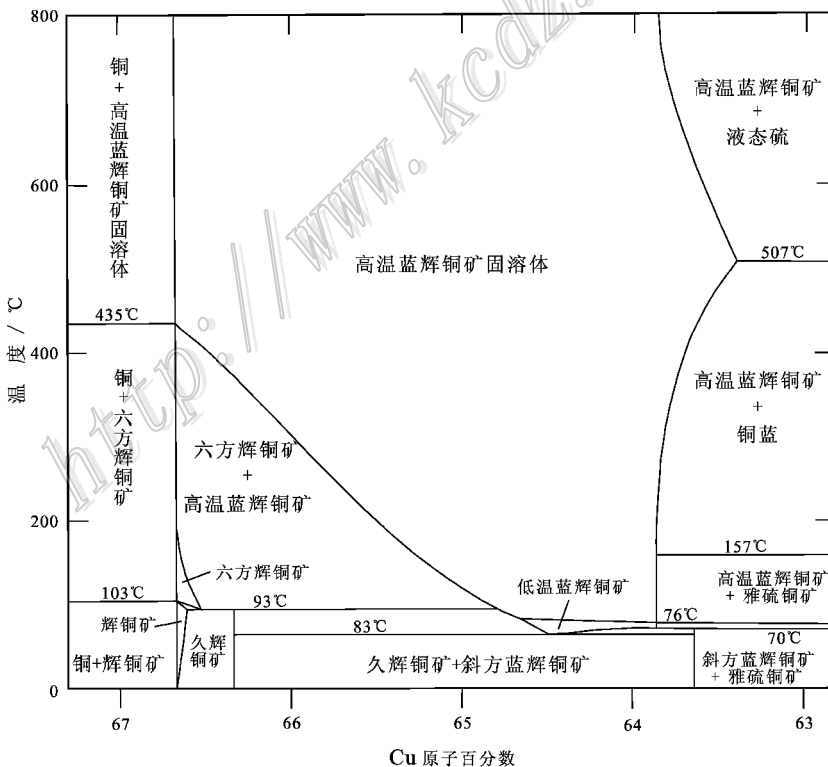 http://www.kcdz.
800
600
400
200
0
温 度 / ℃
铜+高温蓝辉铜矿固溶体
高温蓝辉铜矿
+
液态硫
高温蓝辉铜矿固溶体
507℃
435℃
铜+六方辉铜矿
高温蓝辉铜矿
+
铜蓝
六方辉铜矿
+
高温蓝辉铜矿
157℃
六方辉铜矿
低温蓝辉铜矿
高温蓝辉铜矿
+ 雅硫铜矿
103℃
93℃
76℃
辉铜矿
久辉
铜矿
83℃
70℃
铜+辉铜矿
久辉铜矿+斜方蓝辉铜矿
斜方蓝辉铜矿
+ 雅硫铜矿
67
66
65
64
63
Cu 原子百分数